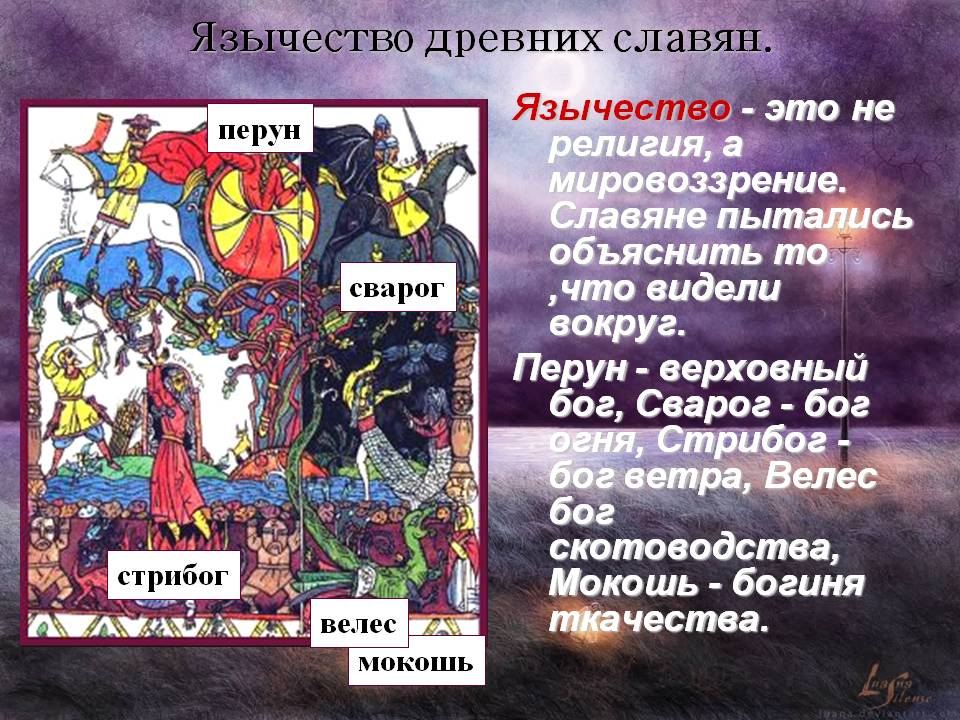 Язычество древних славян.
перун
сварог
стрибог
велес
мокошь
Язычество - это не
религия, а
мировоззрение.
Славяне пытались
объяснить то
,что видели
вокруг.
Перун - верховный
бог, Сварог - бог
огня, Стрибог -
бог ветра, Велес
бог
скотоводства,
Мокошь - богиня
ткачества.